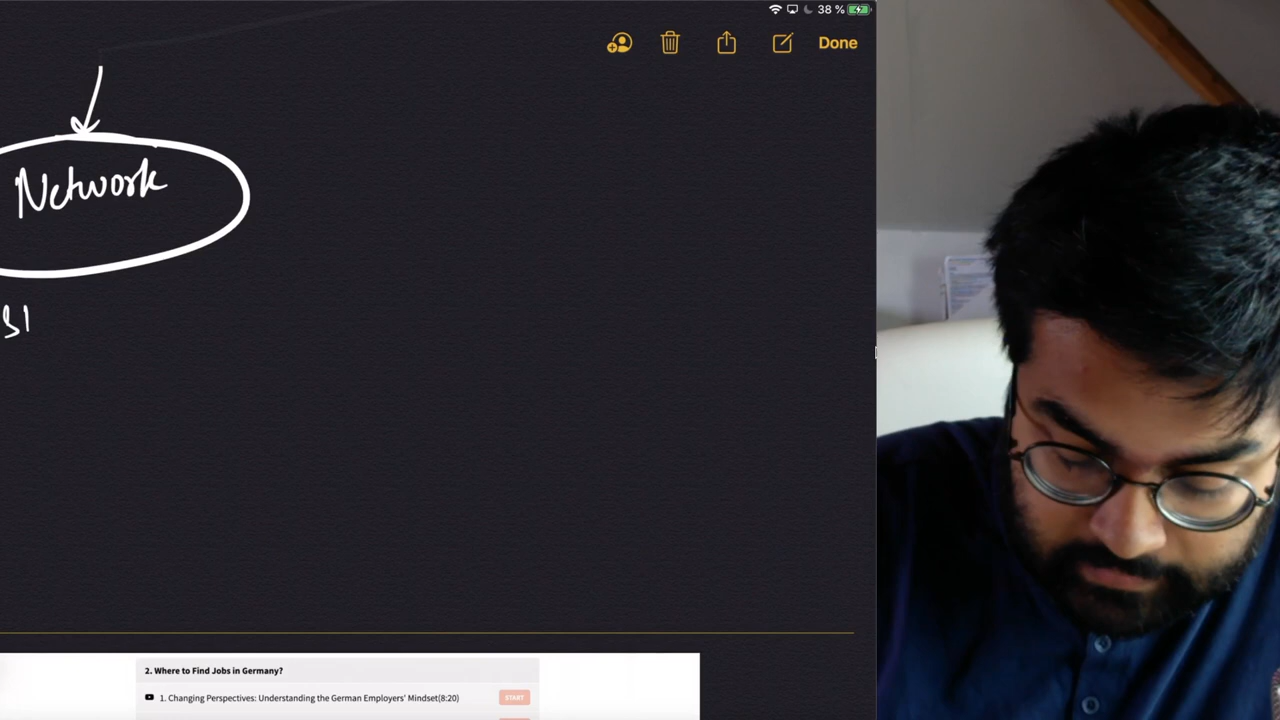 38 %
Done
Network
2. Where to Find Jobs in Germany?
1. Changing Perspectives: Understanding the German Employers' Mindset(8:20)
START